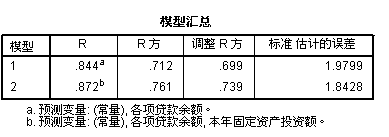 模型汇总
模型 R R 方 调整 R 方 标准 估计的误差
1 .844a .712 .699 1.9799
2 .872b .761 .739 1.8428
a. 预测变量: (常量), 各项贷款余额。
b. 预测变量: (常量), 各项贷款余额, 本年固定资产投资额。